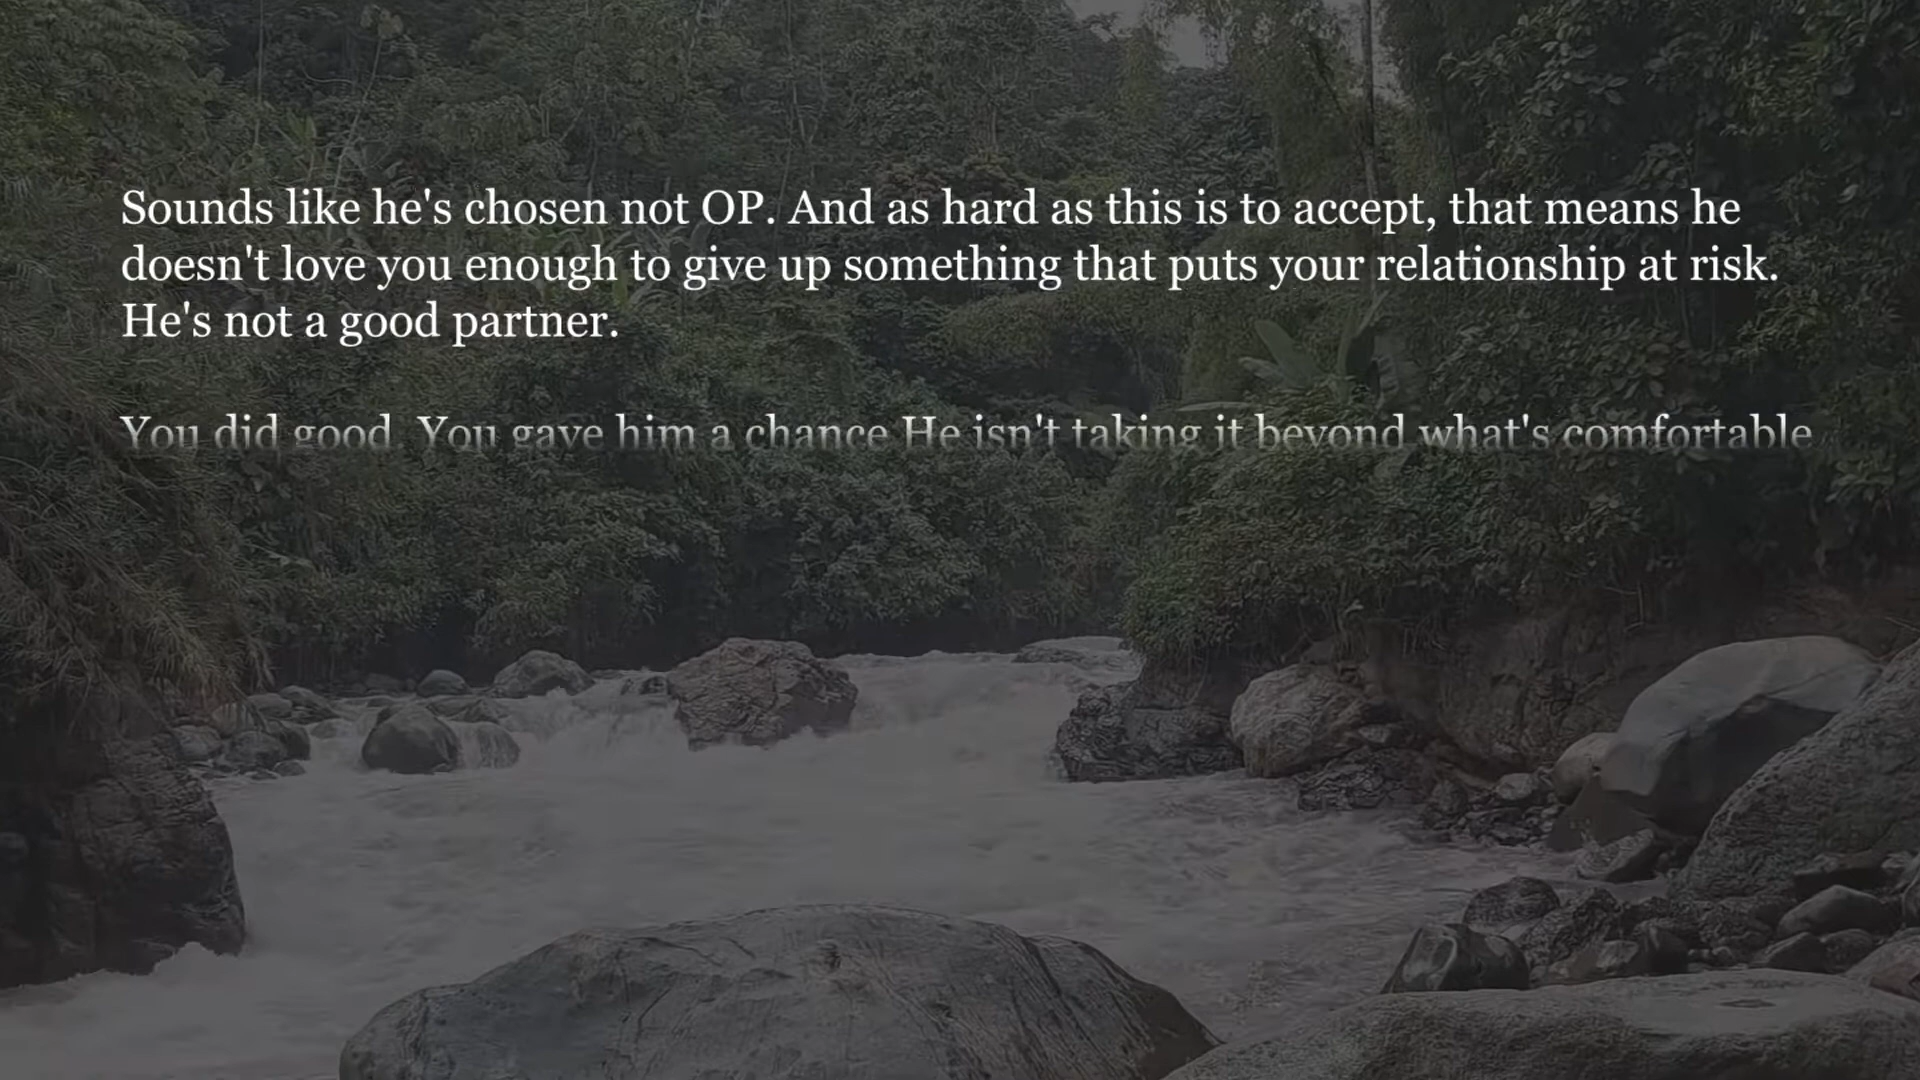 Sounds like he's chosen not OP. And as hard as this is to accept, that means he
doesn't love you enough to give up something that puts your relationship at risk.
He's not a good partner.
You did good. You gave him a chance He isn't taking it beyond what's comfortable